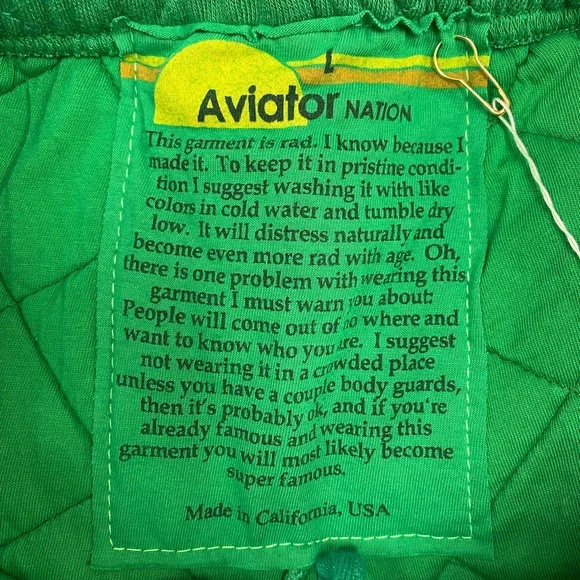 L
Aviator NATION
This garment is rad. I know because I
made it. To keep it in pristine condi-
tion I suggest washing it with like
colors in cold water and tumble dry
low. It will distress naturally and
become even more rad with age. Oh,
there is one problem with wearing this
garment I must warn you about:
People will come out of no where and
want to know who you are. I suggest
not wearing it in a crowded place
unless you have a couple body guards,
then it's probably ok, and if you're
already famous and wearing this
garment you will most likely become
super famous.
Made in California, USA